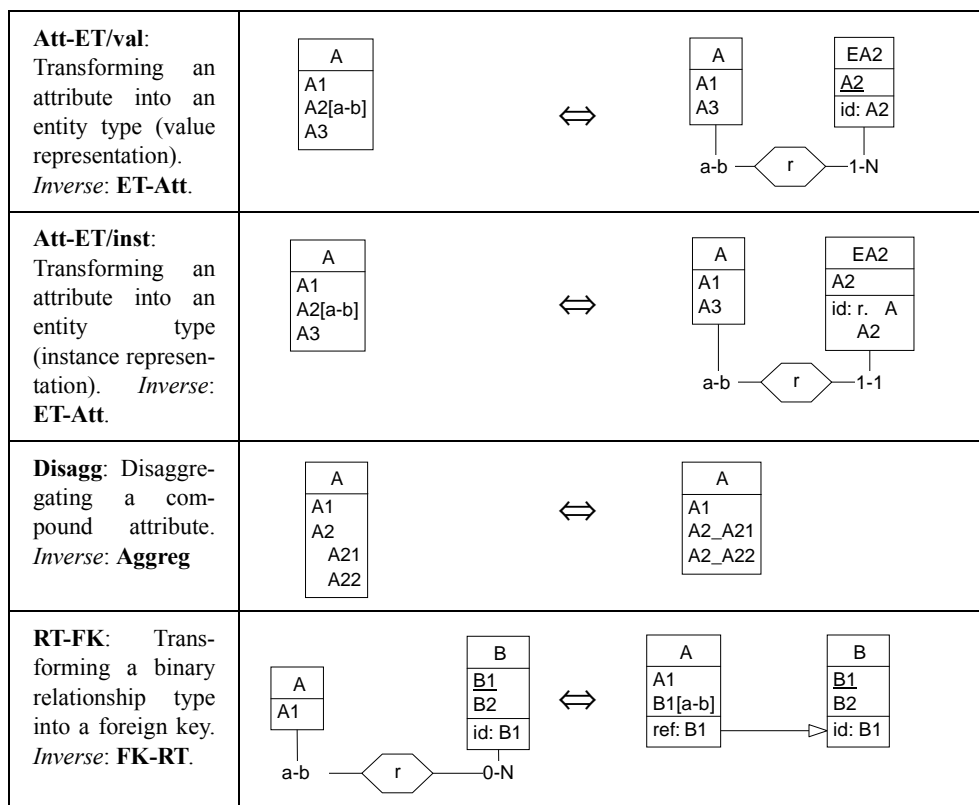 Att-ET/val:
Transforming an
attribute into an
entity type (value
representation).
Inverse: ET-Att.
A
A1
A2[a-b]
A3
⇔
A
A1
A3
EA2
A2
id: A2
a-b
r
1-N
Att-ET/inst:
Transforming an
attribute into an
entity type
(instance represen-
tation). Inverse:
ET-Att.
A
A1
A2[a-b]
A3
⇔
A
A1
A3
EA2
A2
id: r. A
A2
a-b
r
1-1
Disagg: Disaggre-
gating a com-
pound attribute.
Inverse: Aggreg
A
A1
A2
A21
A22
⇔
A
A1
A2_A21
A2_A22
RT-FK: Trans-
forming a binary
relationship type
into a foreign key.
Inverse: FK-RT.
A
A1
B
B1
B2
id: B1
a-b
r
0-N
⇔
A
A1
B1[a-b]
ref: B1
B
B1
B2
id: B1